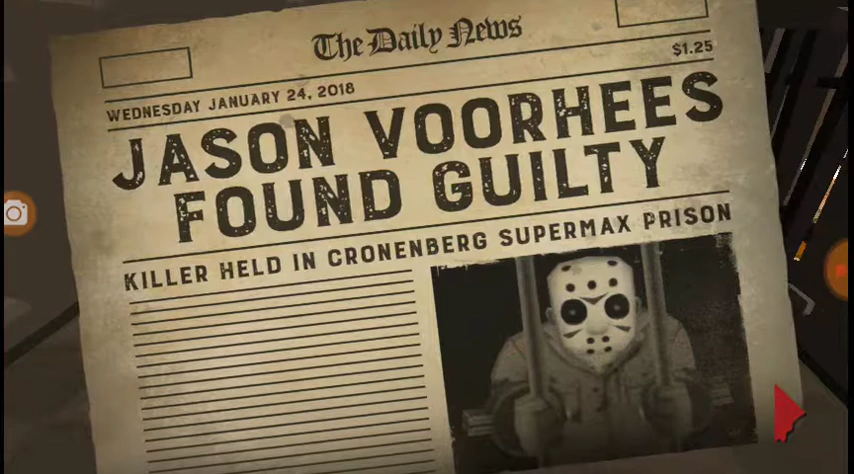 The Daily News
$1.25
WEDNESDAY JANUARY 24, 2018
JASON VOORHEES
FOUND GUILTY
KILLER HELD IN CRONENBERG SUPERMAX PRISON